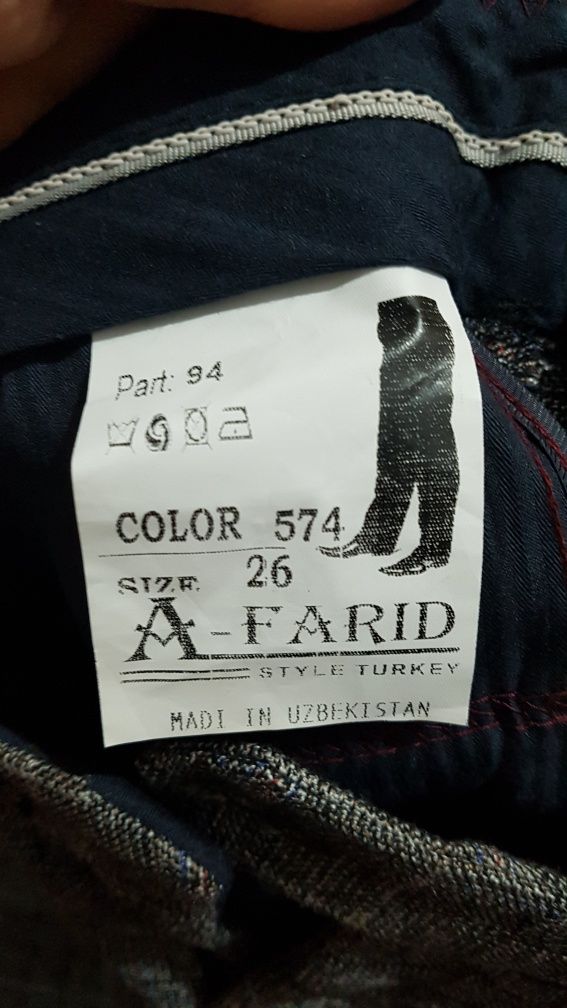 Part: 94
COLOR 574
SIZE 26
A-FARID
STYLE TURKEY
MADI IN UZBEKISTAN